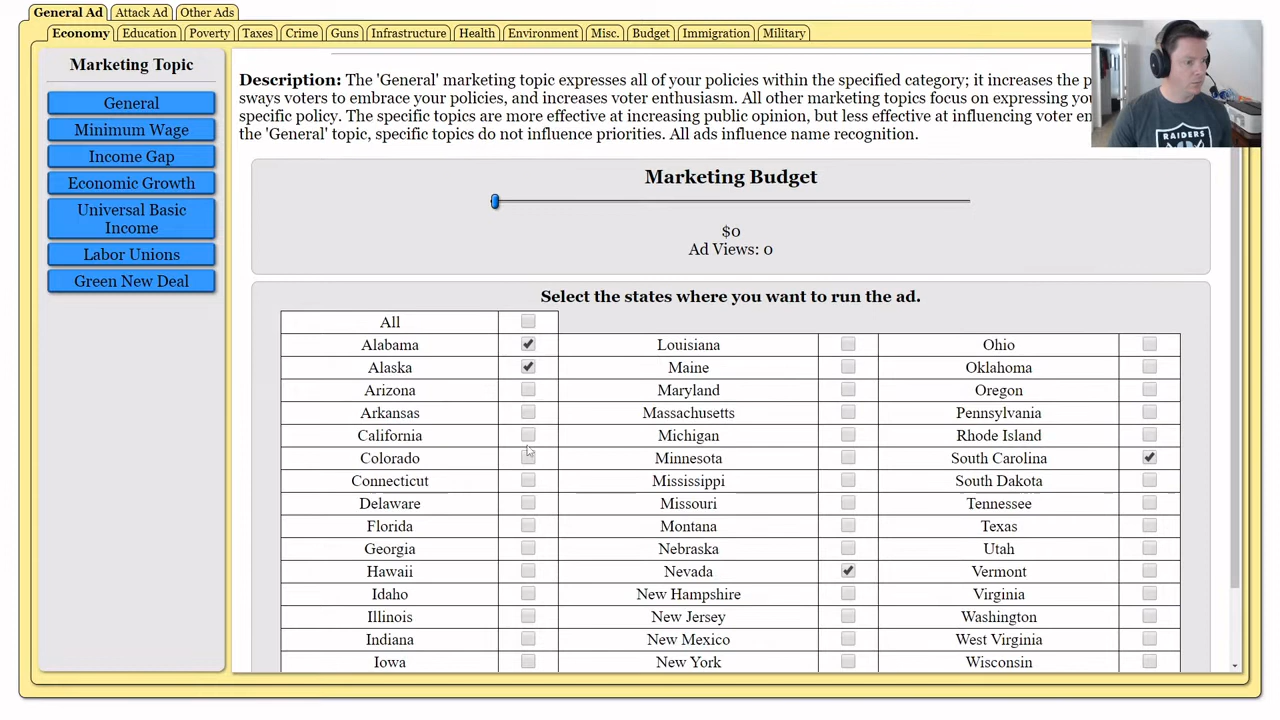 General Ad Attack Ad Other Ads
Economy Education Poverty Taxes Crime Guns Infrastructure Health Environment Misc. Budget Immigration Military
Marketing Topic
General
Minimum Wage
Income Gap
Economic Growth
Universal Basic
Income
Labor Unions
Green New Deal
Description: The 'General' marketing topic expresses all of your policies within the specified category; it increases the p
sways voters to embrace your policies, and increases voter enthusiasm. All other marketing topics focus on expressing you
specific policy. The specific topics are more effective at increasing public opinion, but less effective at influencing voter en
the 'General' topic, specific topics do not influence priorities. All ads influence name recognition.
RAIDERS
Marketing Budget
$0
Ad Views: 0
Select the states where you want to run the ad.
All
Alabama Louisiana Ohio
Alaska Maine Oklahoma
Arizona Maryland Oregon
Arkansas Massachusetts Pennsylvania
California Michigan Rhode Island
Colorado Minnesota South Carolina
Connecticut Mississippi South Dakota
Delaware Missouri Tennessee
Florida Montana Texas
Georgia Nebraska Utah
Hawaii Nevada Vermont
Idaho New Hampshire Virginia
Illinois New Jersey Washington
Indiana New Mexico West Virginia
Iowa New York Wisconsin